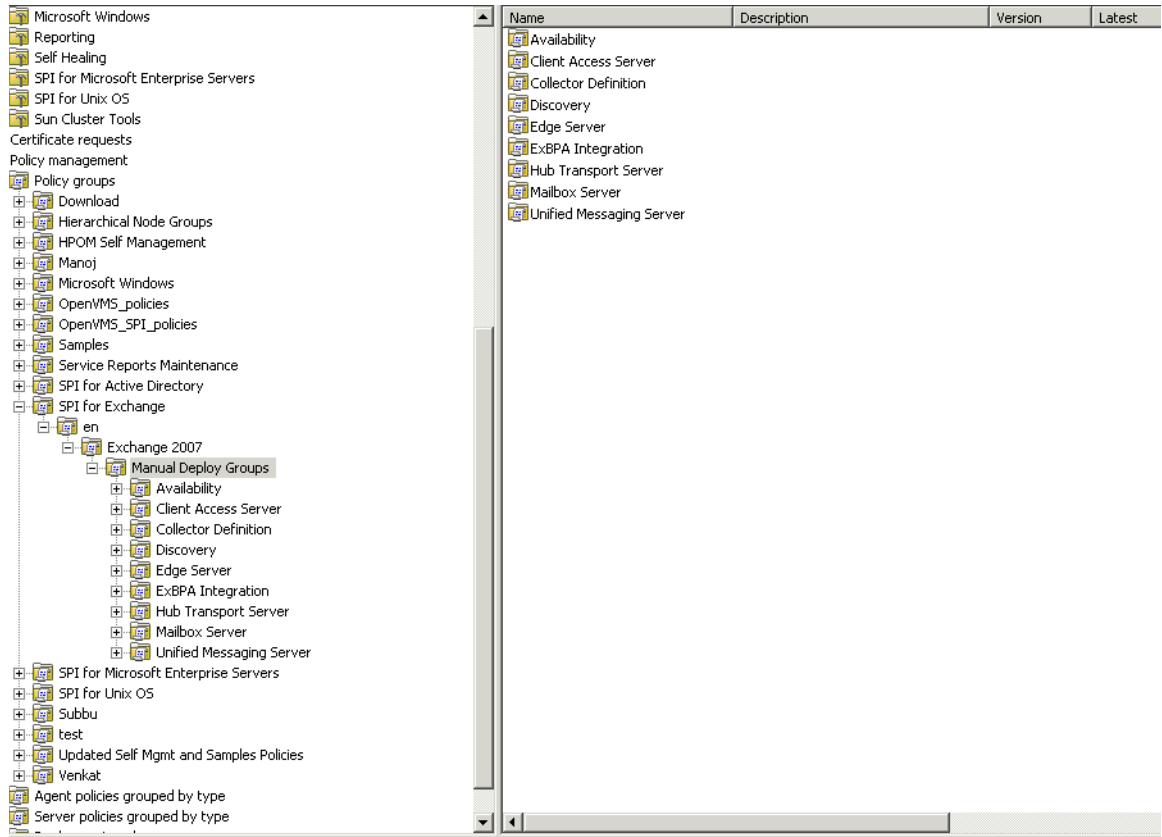 Microsoft Windows
Reporting
Self Healing
SPI for Microsoft Enterprise Servers
SPI for Unix OS
Sun Cluster Tools
Certificate requests
Policy management
Policy groups
Download
Hierarchical Node Groups
HPOM Self Management
Manoj
Microsoft Windows
OpenVMS_policies
OpenVMS_SPI_policies
Samples
Service Reports Maintenance
SPI for Active Directory
SPI for Exchange
en
Exchange 2007
Manual Deploy Groups
Availability
Client Access Server
Collector Definition
Discovery
Edge Server
ExBPA Integration
Hub Transport Server
Mailbox Server
Unified Messaging Server
SPI for Microsoft Enterprise Servers
SPI for Unix OS
Subbu
test
Updated Self Mgmt and Samples Policies
Venkat
Agent policies grouped by type
Server policies grouped by type
Name Description Version Latest
Availability
Client Access Server
Collector Definition
Discovery
Edge Server
ExBPA Integration
Hub Transport Server
Mailbox Server
Unified Messaging Server